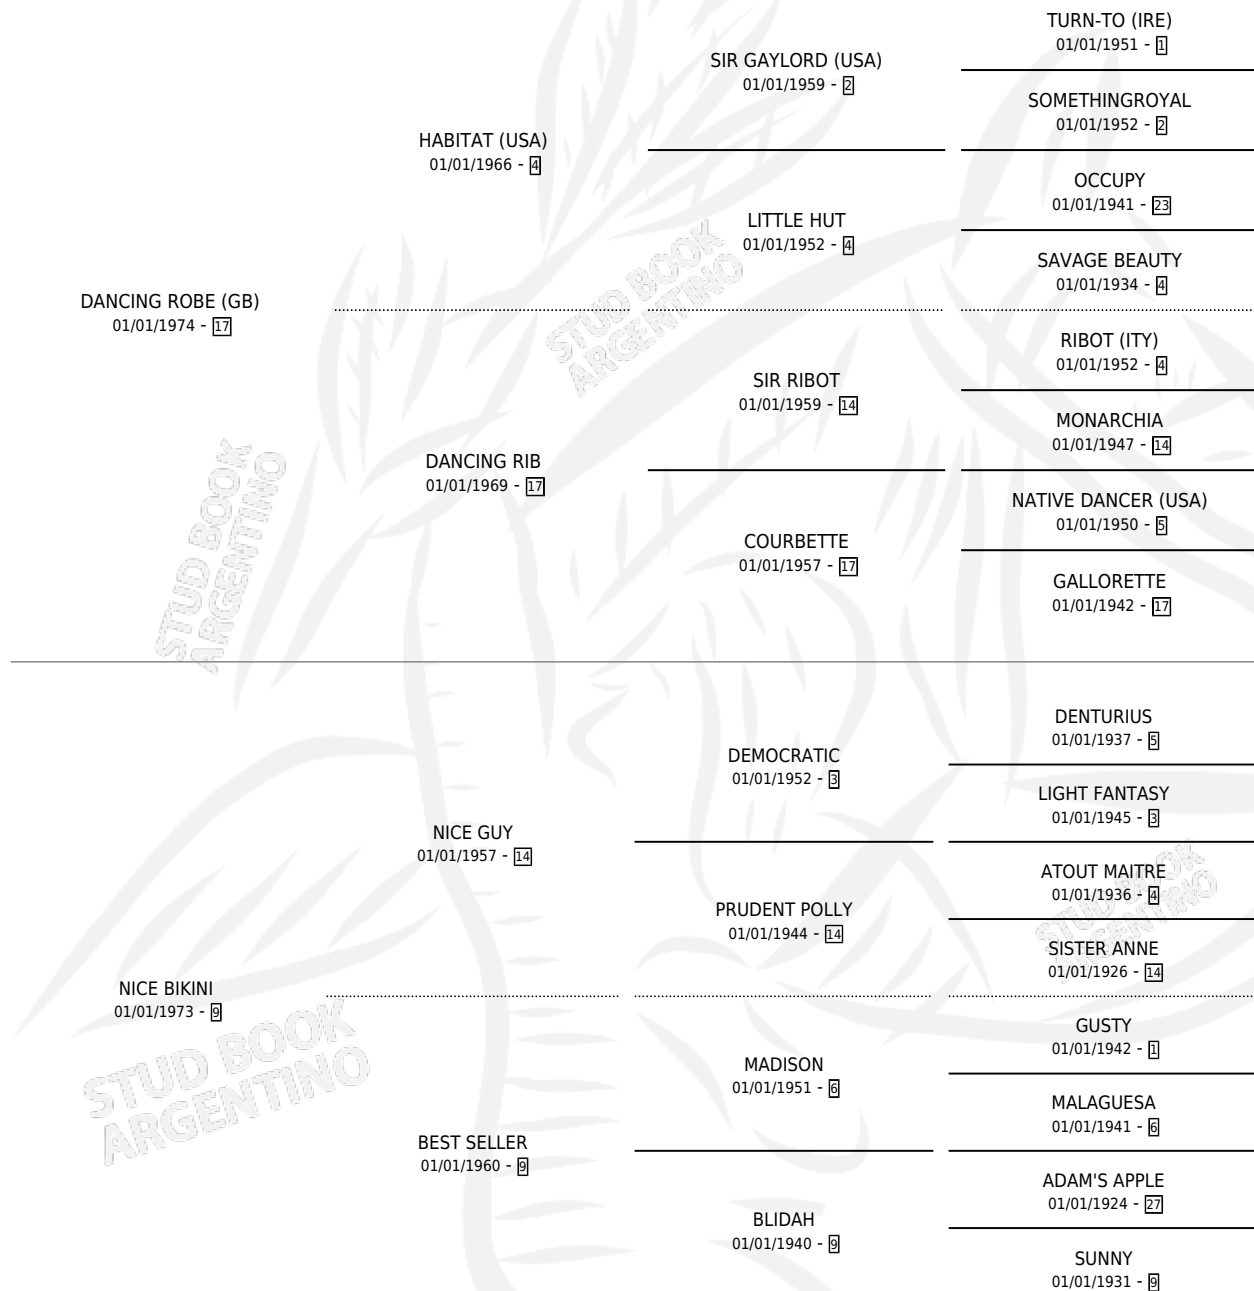 TURN-TO (IRE)
01/01/1951 - 1
SIR GAYLORD (USA)
01/01/1959 - 2
SOMETHINGROYAL
01/01/1952 - 2
HABITAT (USA)
01/01/1966 - 4
OCCUPY
01/01/1941 - 23
LITTLE HUT
01/01/1952 - 4
SAVAGE BEAUTY
01/01/1934 - 4
DANCING ROBE (GB)
01/01/1974 - 17
RIBOT (ITY)
01/01/1952 - 4
SIR RIBOT
01/01/1959 - 14
MONARCHIA
01/01/1947 - 14
DANCING RIB
01/01/1969 - 17
NATIVE DANCER (USA)
01/01/1950 - 5
COURBETTE
01/01/1957 - 17
GALLORETTE
01/01/1942 - 17
DENTURIUS
01/01/1937 - 5
DEMOCRATIC
01/01/1952 - 3
LIGHT FANTASY
01/01/1945 - 3
NICE GUY
01/01/1957 - 14
ATOUT MAITRE
01/01/1936 - 4
PRUDENT POLLY
01/01/1944 - 14
SISTER ANNE
01/01/1926 - 14
NICE BIKINI
01/01/1973 - 9
GUSTY
01/01/1942 - 1
MADISON
01/01/1951 - 6
MALAGUESA
01/01/1941 - 6
BEST SELLER
01/01/1960 - 9
ADAM'S APPLE
01/01/1924 - 27
BLIDAH
01/01/1940 - 9
SUNNY
01/01/1931 - 9
STUD BOOK
ARGENTINO
STUD BOOK
ARGENTINO
STUD BOOK
ARGENTINO
STUD BOOK
ARGENTINO